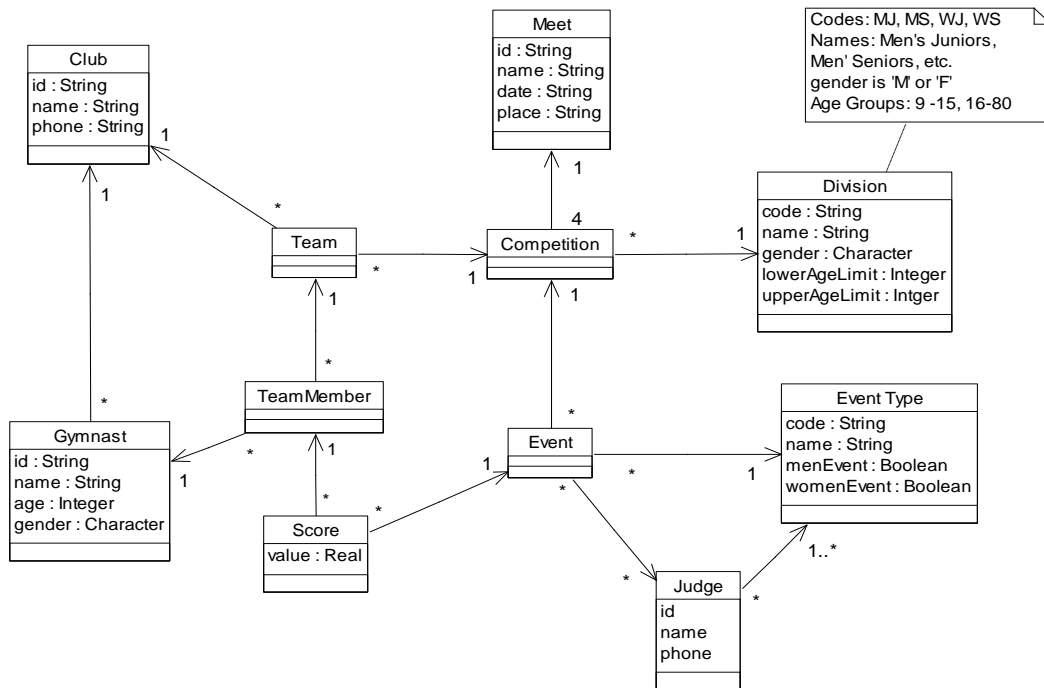 Codes: MJ, MS, WJ, WS
Names: Men's Juniors,
Men' Seniors, etc.
gender is 'M' or 'F'
Age Groups: 9 -15, 16-80
Meet
id : String
name : String
date : String
place : String
Club
id : String
name : String
phone : String
1
1
1
*
4
Team
*
1
Competition
1
*
1
Division
code : String
name : String
gender : Character
lowerAgeLimit : Integer
upperAgeLimit : Intger
1
*
TeamMember
*
1
*
Gymnast
id : String
name : String
age : Integer
gender : Character
1
*
Event
*
1
*
1
Event Type
code : String
name : String
menEvent : Boolean
womenEvent : Boolean
*
*
Score
value : Real
1..*
*
*
Judge
id
name
phone